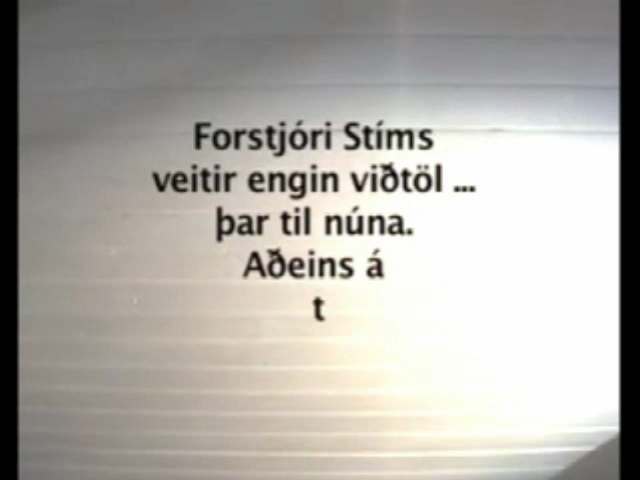 Forstjóri Stíms
veitir engin viðtöl ...
þar til núna.
Aðeins á
t